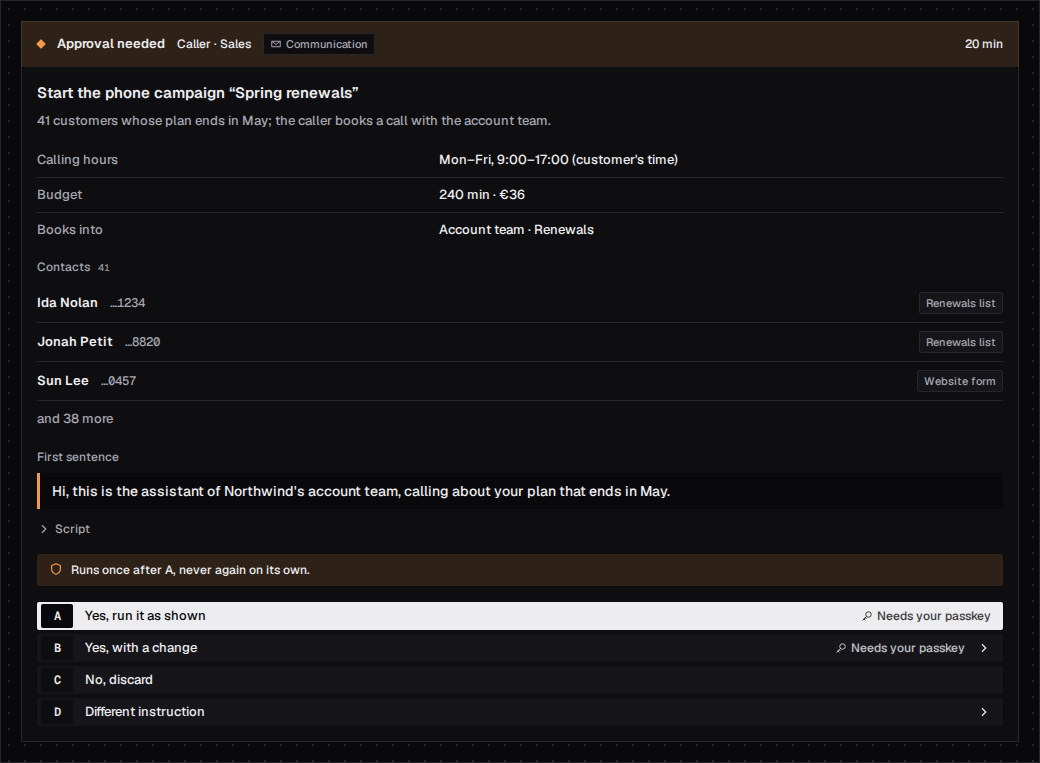 Approval needed Caller · Sales Communication 20 min
Start the phone campaign “Spring renewals”
41 customers whose plan ends in May; the caller books a call with the account team.
Calling hours Mon–Fri, 9:00–17:00 (customer's time)
Budget 240 min · €36
Books into Account team · Renewals
Contacts 41
Ida Nolan …1234 Renewals list
Jonah Petit …8820 Renewals list
Sun Lee …0457 Website form
and 38 more
First sentence
Hi, this is the assistant of Northwind's account team, calling about your plan that ends in May.
Script
Runs once after A, never again on its own.
A Yes, run it as shown Needs your passkey
B Yes, with a change Needs your passkey
C No, discard
D Different instruction